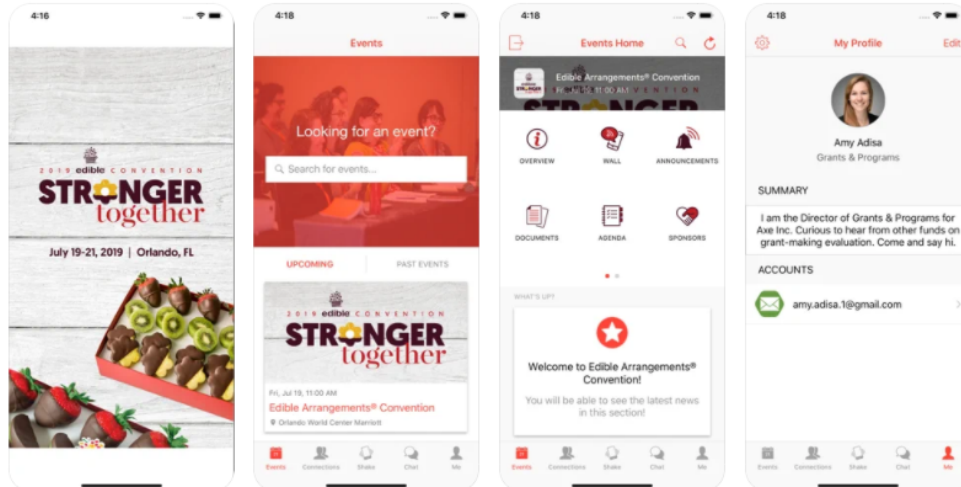 4:16
2019 edible CONVENTION
STRONGER
together
July 19-21, 2019 | Orlando, FL
4:18
Events
Looking for an event?
Search for events...
UPCOMING
PAST EVENTS
2019 edible CONVENTION
STRONGER
together
Fri, Jul 19, 11:00 AM
Edible Arrangements® Convention
Orlando World Center Marriott
Events
Connections
Shake
Chat
Me
4:18
Events Home
Edible Arrangements® Convention
Fri, Jul 19, 11:00 AM
OVERVIEW
WALL
ANNOUNCEMENTS
DOCUMENTS
AGENDA
SPONSORS
WHAT'S UP?
Welcome to Edible Arrangements®
Convention!
You will be able to see the latest news
in this section!
Events
Connections
Shake
Chat
Me
4:18
My Profile
Edit
Amy Adisa
Grants & Programs
SUMMARY
I am the Director of Grants & Programs for
Axe Inc. Curious to hear from other funds on
grant-making evaluation. Come and say hi.
ACCOUNTS
amy.adisa.1@gmail.com
Events
Connections
Shake
Chat
Me